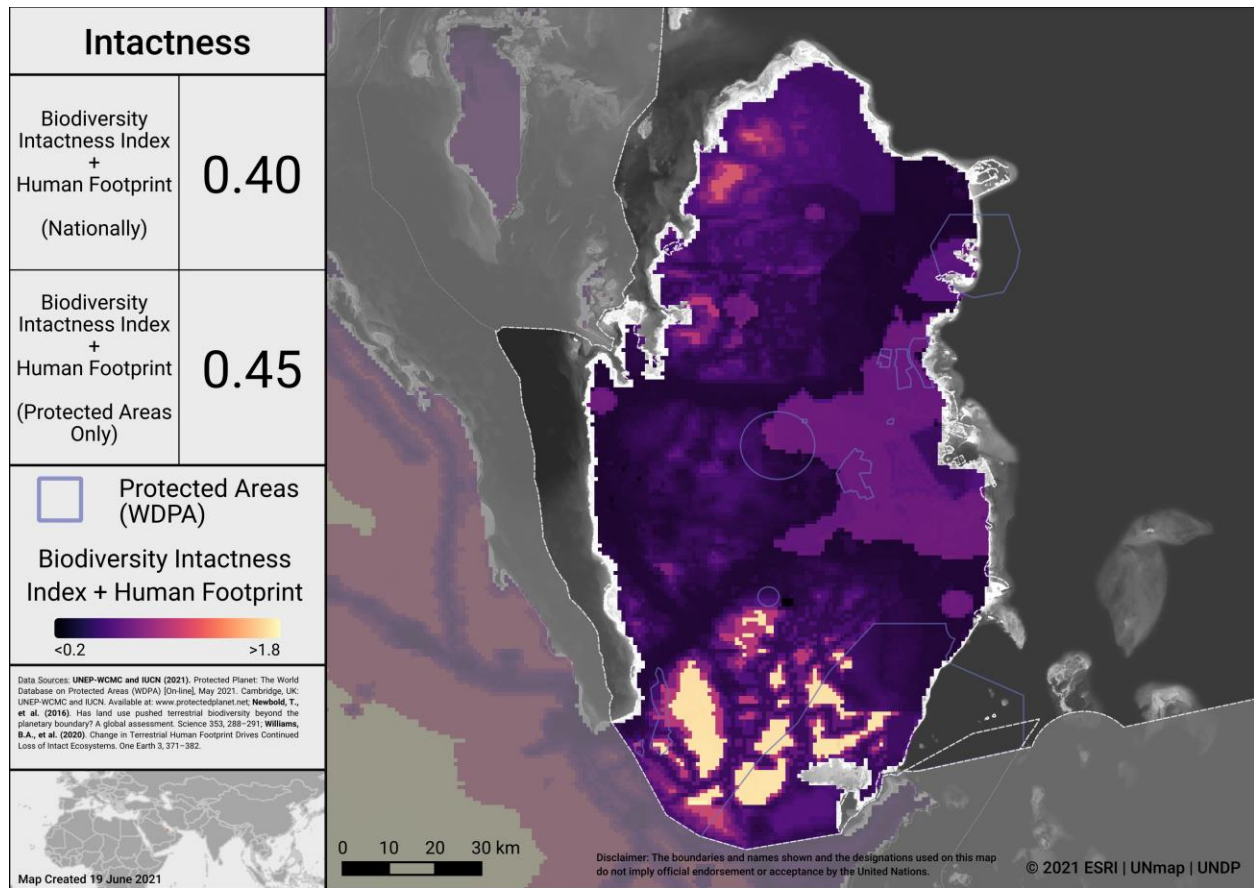 Intactness
Biodiversity
Intactness Index
+
Human Footprint
(Nationally)
0.40
Biodiversity
Intactness Index
+
Human Footprint
(Protected Areas
Only)
0.45
Protected Areas
(WDPA)
Biodiversity Intactness
Index + Human Footprint
<0.2
>1.8
Data Sources: UNEP-WCMC and IUCN (2021). Protected Planet: The World
Database on Protected Areas (WDPA) [On-line], May 2021. Cambridge, UK:
UNEP-WCMC and IUCN. Available at: www.protectedplanet.net; Newbold, T.,
et al. (2016). Has land use pushed terrestrial biodiversity beyond the
planetary boundary? A global assessment. Science 353, 288–291; Williams,
B.A., et al. (2020). Change in Terrestrial Human Footprint Drives Continued
Loss of Intact Ecosystems. One Earth 3, 371–382.
Map Created 19 June 2021
0 10 20 30 km
Disclaimer: The boundaries and names shown and the designations used on this map
do not imply official endorsement or acceptance by the United Nations.
© 2021 ESRI | UNmap | UNDP